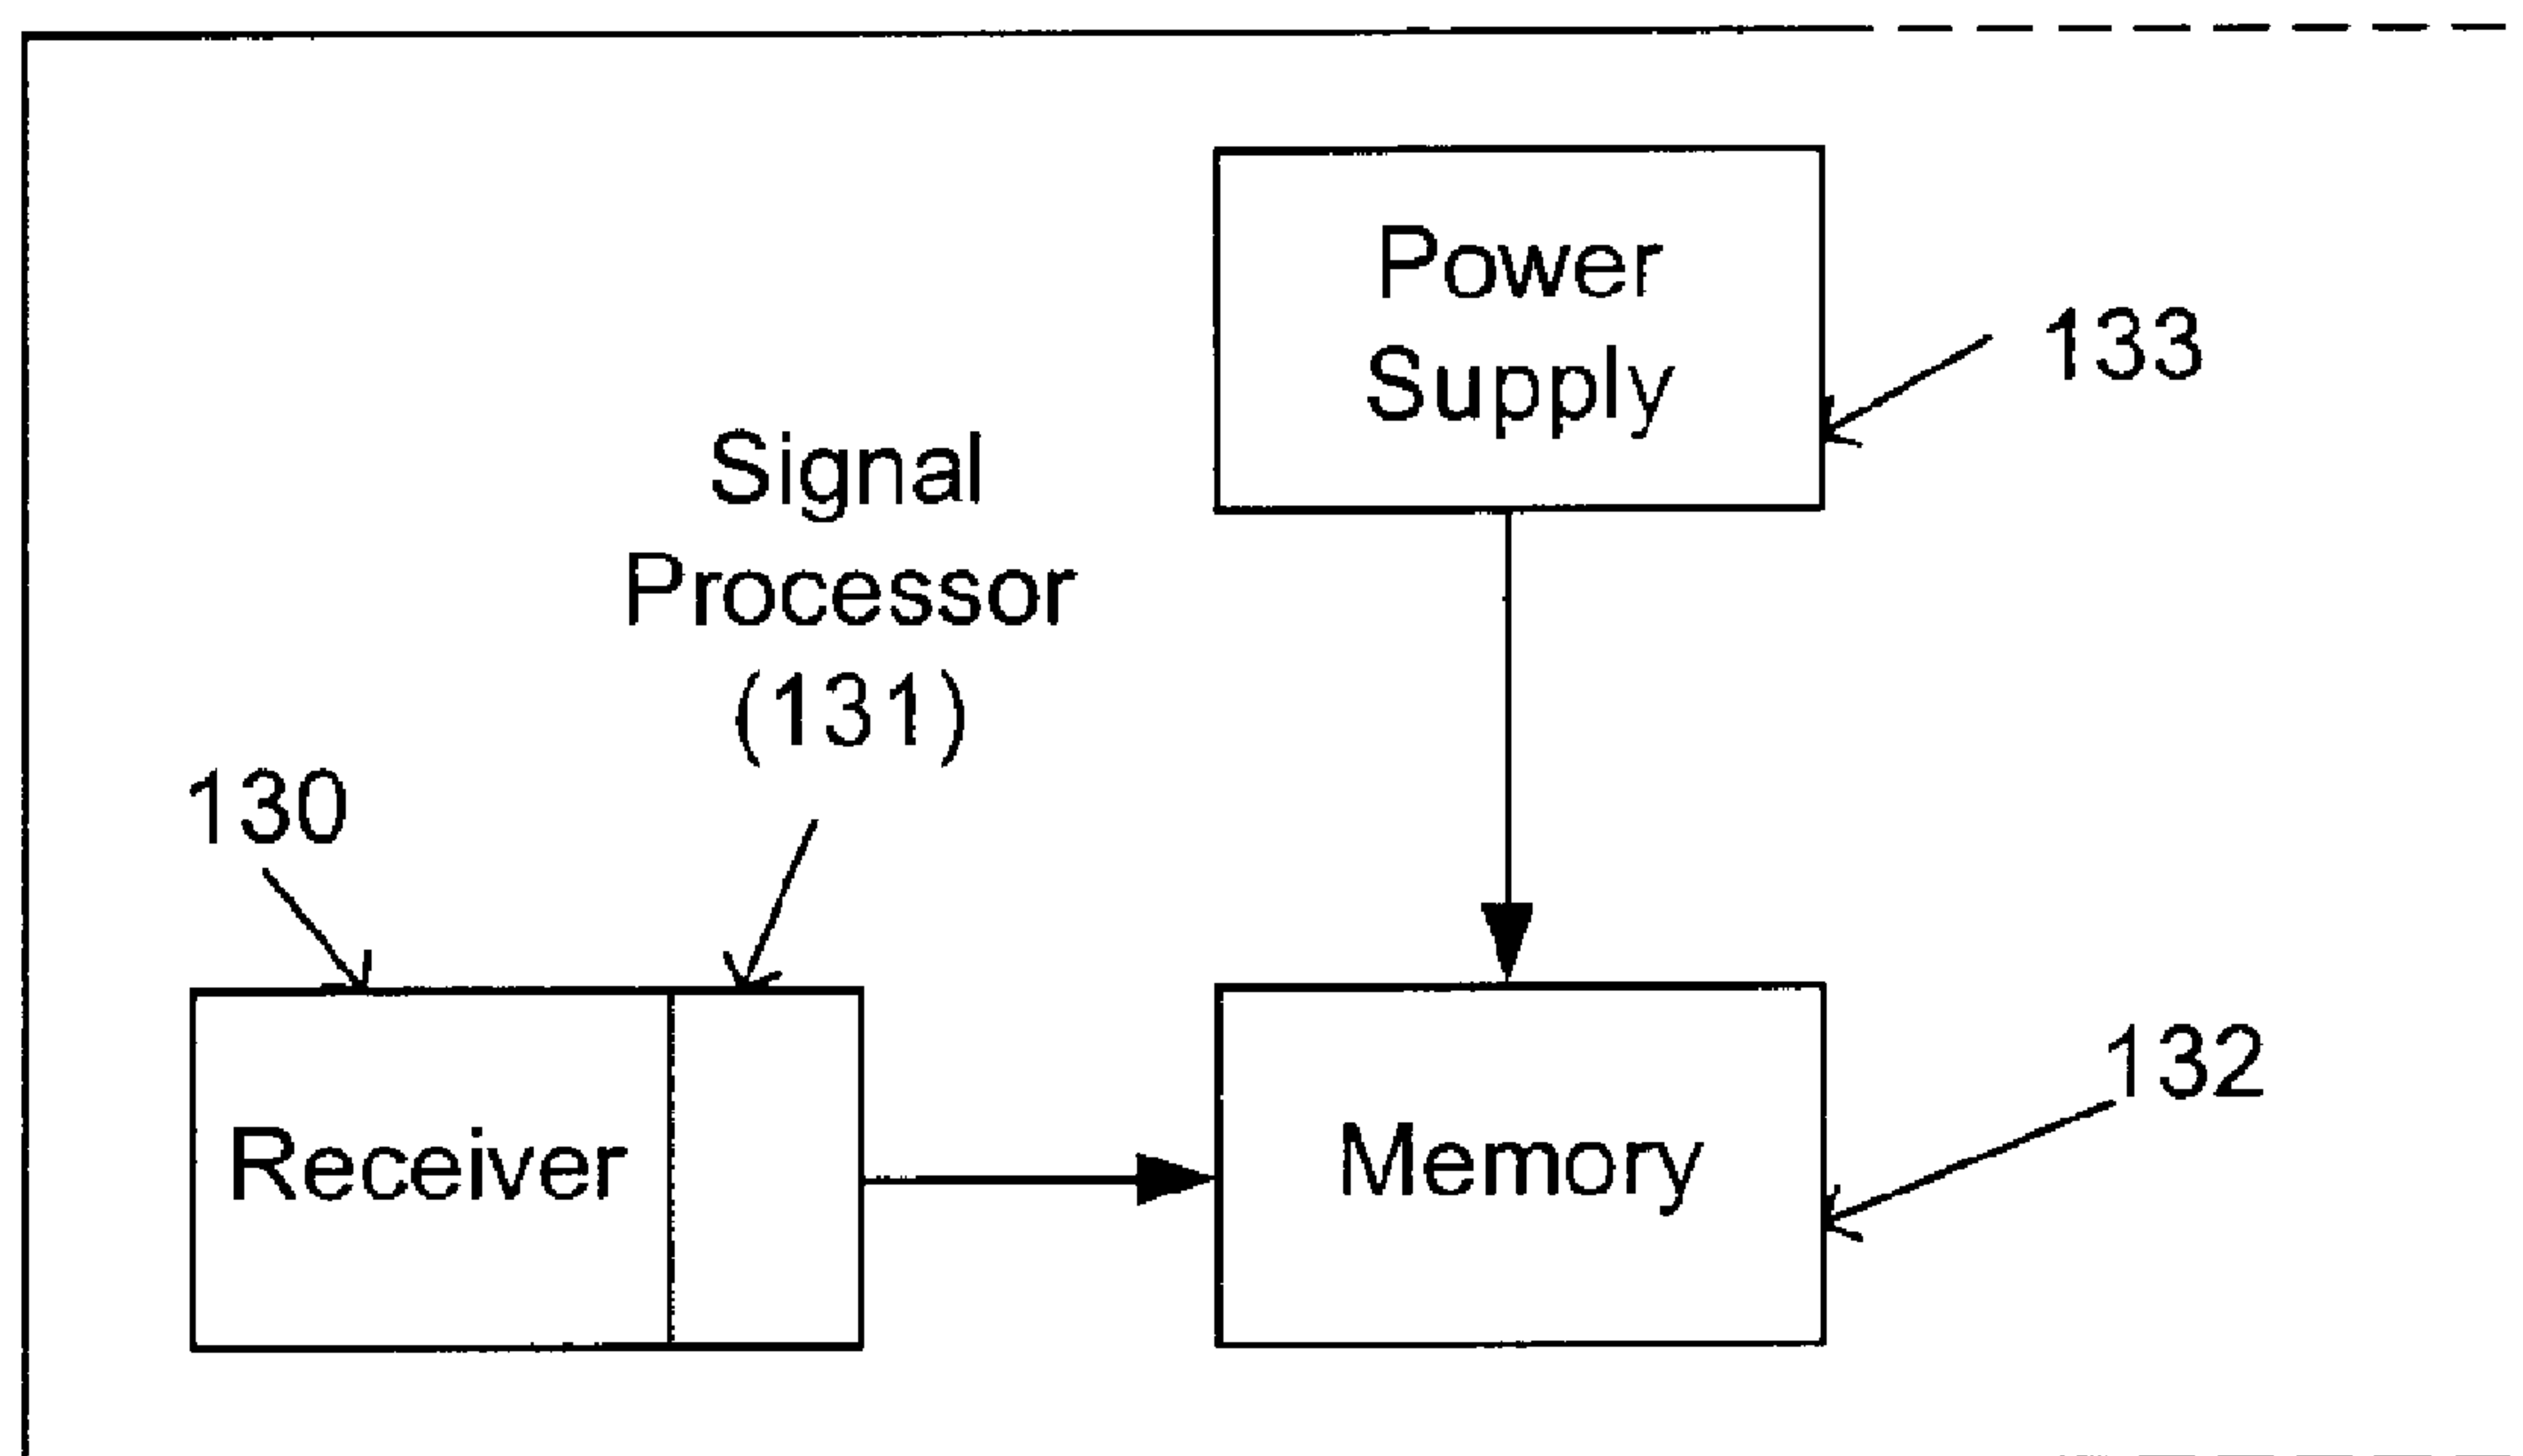 Power
Supply
133
Signal
Processor
(131)
130
Receiver
Memory
132